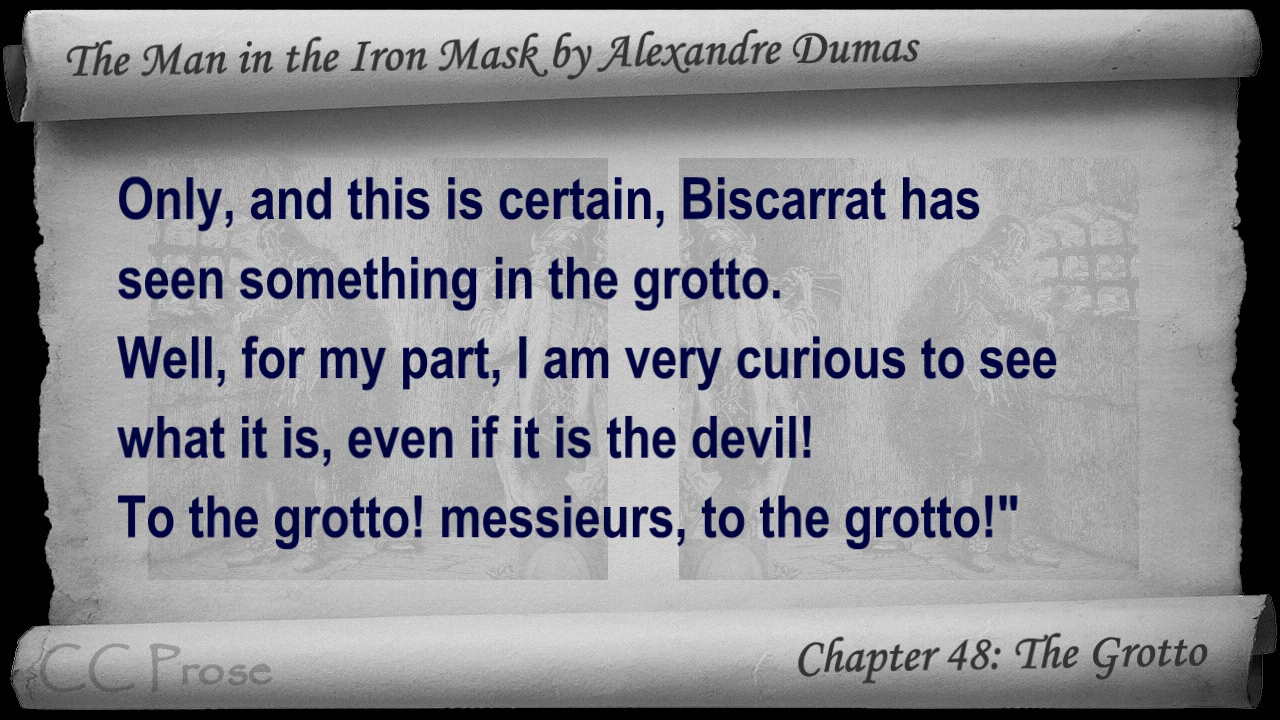 The Man in the Iron Mask by Alexandre Dumas
Only, and this is certain, Biscarrat has
seen something in the grotto.
Well, for my part, I am very curious to see
what it is, even if it is the devil!
To the grotto! messieurs, to the grotto!"
CC Prose
Chapter 48: The Grotto